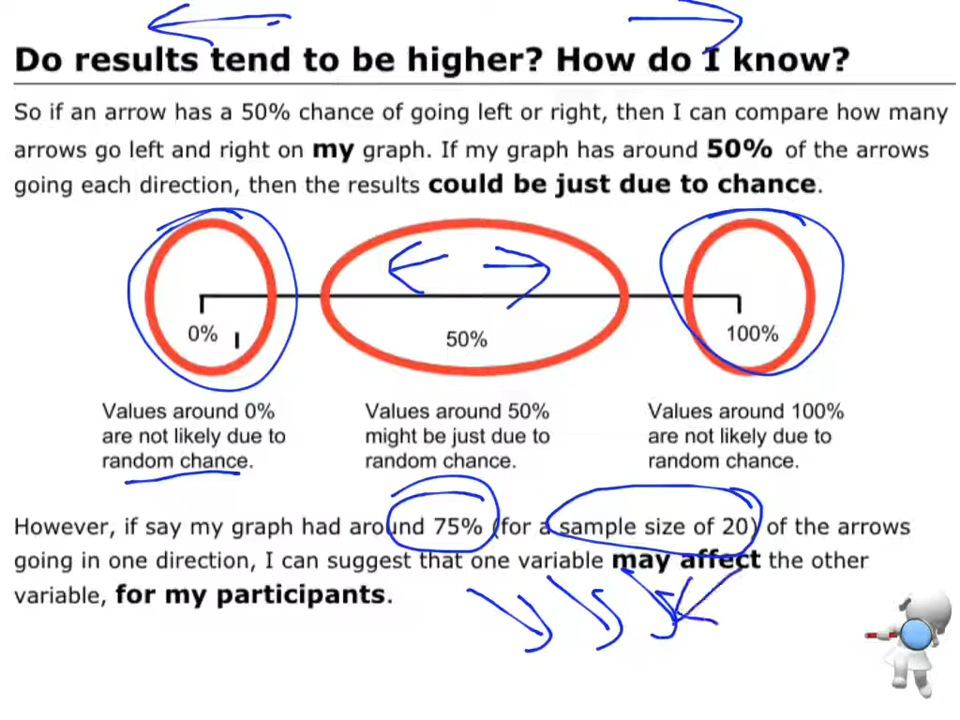 Do results tend to be higher? How do I know?
So if an arrow has a 50% chance of going left or right, then I can compare how many
arrows go left and right on my graph. If my graph has around 50% of the arrows
going each direction, then the results could be just due to chance.
0%
50%
100%
Values around 0%
are not likely due to
random chance.
Values around 50%
might be just due to
random chance.
Values around 100%
are not likely due to
random chance.
However, if say my graph had around 75% (for a sample size of 20) of the arrows
going in one direction, I can suggest that one variable may affect the other
variable, for my participants.